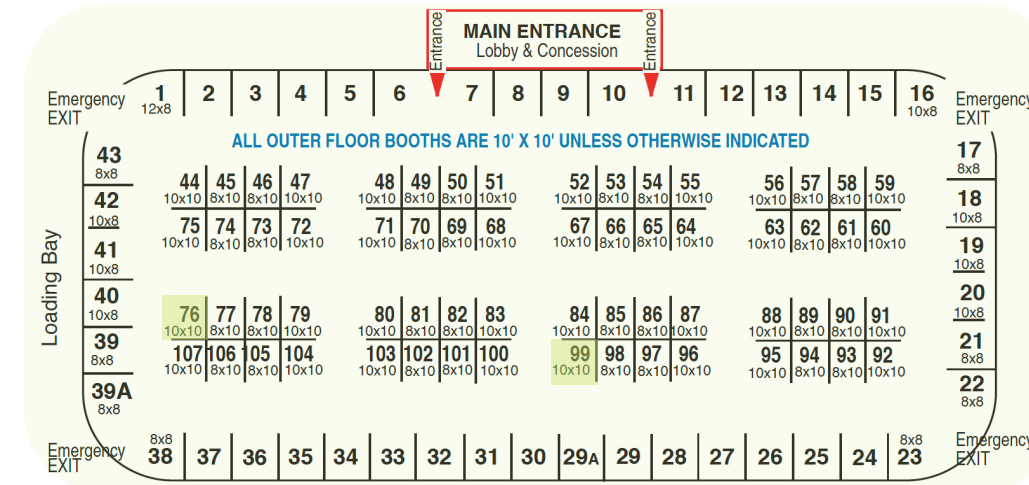 MAIN ENTRANCE
Lobby & Concession
Entrance
Entrance
Emergency
EXIT
1
12x8
2 3 4 5 6 7 8 9 10 11 12 13 14 15 16
10x8
Emergency
EXIT
ALL OUTER FLOOR BOOTHS ARE 10' X 10' UNLESS OTHERWISE INDICATED
43
8x8
42
10x8
41
10x8
40
10x8
39
8x8
39A
8x8
Loading Bay
44 45 46 47
10x10 8x10 8x10 10x10
75 74 73 72
10x10 8x10 8x10 10x10
48 49 50 51
10x10 8x10 8x10 10x10
71 70 69 68
10x10 8x10 8x10 10x10
52 53 54 55
10x10 8x10 8x10 10x10
67 66 65 64
10x10 8x10 8x10 10x10
56 57 58 59
10x10 8x10 8x10 10x10
63 62 61 60
10x10 8x10 8x10 10x10
76 77 78 79
10x10 8x10 8x10 10x10
107 106 105 104
10x10 8x10 8x10 10x10
80 81 82 83
10x10 8x10 8x10 10x10
103 102 101 100
10x10 8x10 8x10 10x10
84 85 86 87
10x10 8x10 8x10 10x10
99 98 97 96
10x10 8x10 8x10 10x10
88 89 90 91
10x10 8x10 8x10 10x10
95 94 93 92
10x10 8x10 8x10 10x10
17
8x8
18
10x8
19
10x8
20
10x8
21
8x8
22
8x8
Emergency
EXIT
8x8
38 37 36 35 34 33 32 31 30 29A 29 28 27 26 25 24 23
8x8
Emergency
EXIT